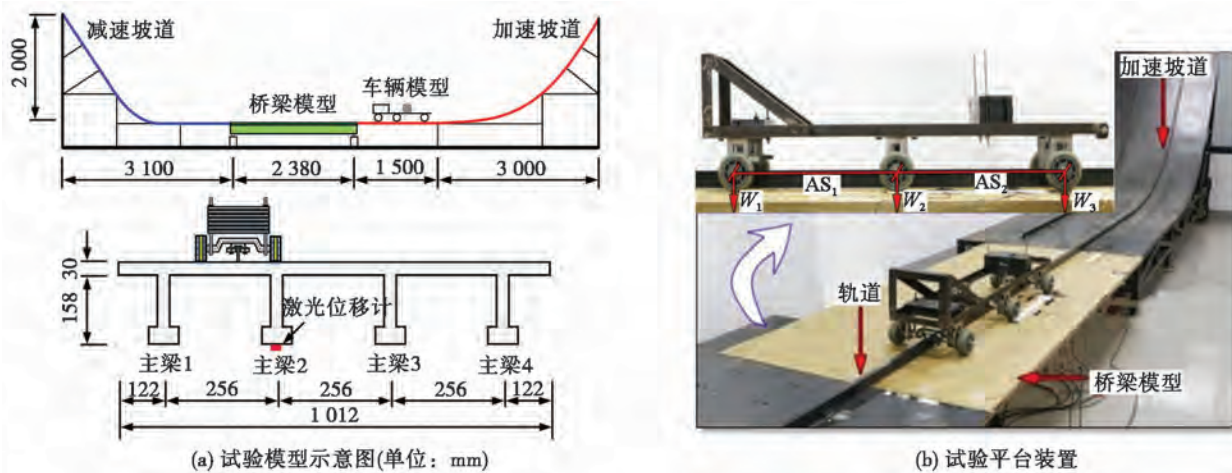 减速坡道
加速坡道
2 000
车辆模型
桥梁模型
3 100
2 380
1 500
3 000
30
158
激光位移计
主梁1
主梁2
主梁3
主梁4
122
256
256
256
122
1 012
(a) 试验模型示意图(单位：mm)
加速坡道
AS₁
AS₂
W₁
W₂
W₃
轨道
桥梁模型
(b) 试验平台装置